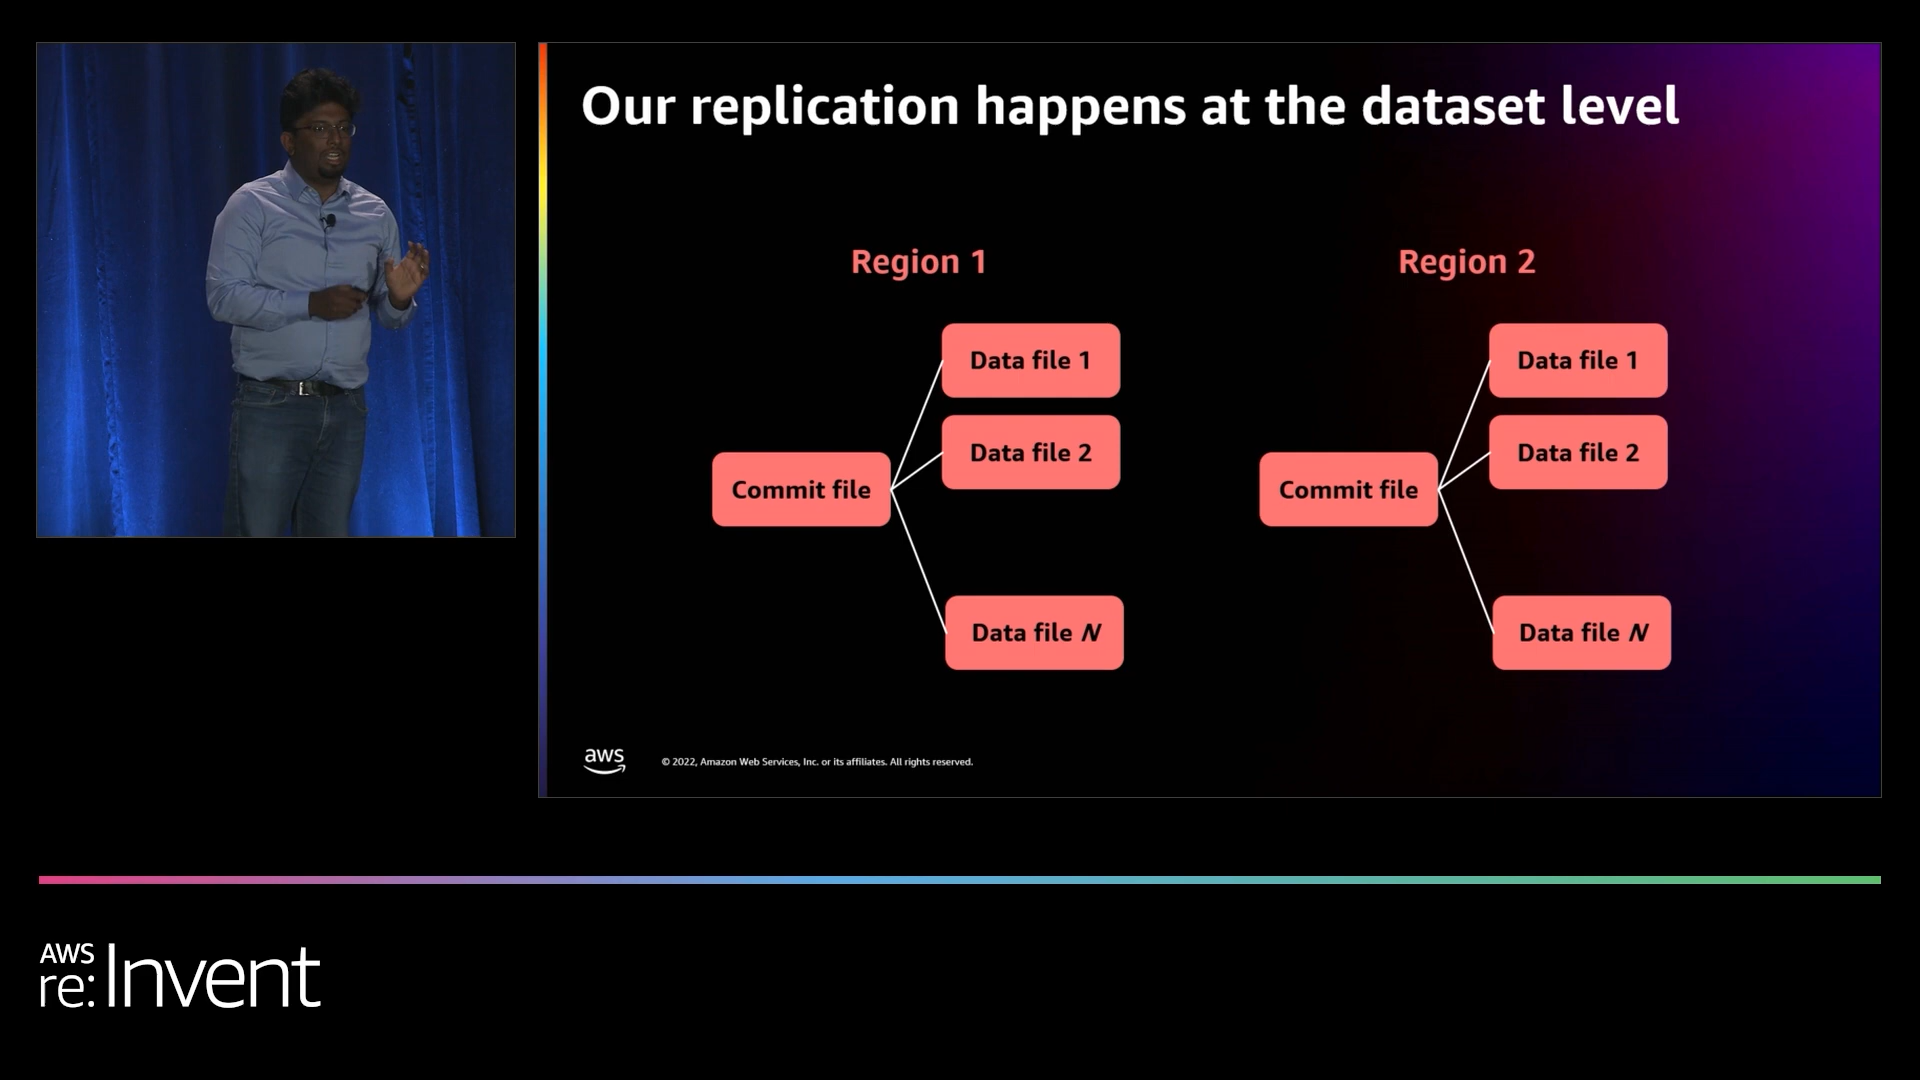 Our replication happens at the dataset level
Region 1
Data file 1
Data file 2
Commit file
Data file N
Region 2
Data file 1
Data file 2
Commit file
Data file N
aws
© 2022, Amazon Web Services, Inc. or its affiliates. All rights reserved.
AWS
re:Invent